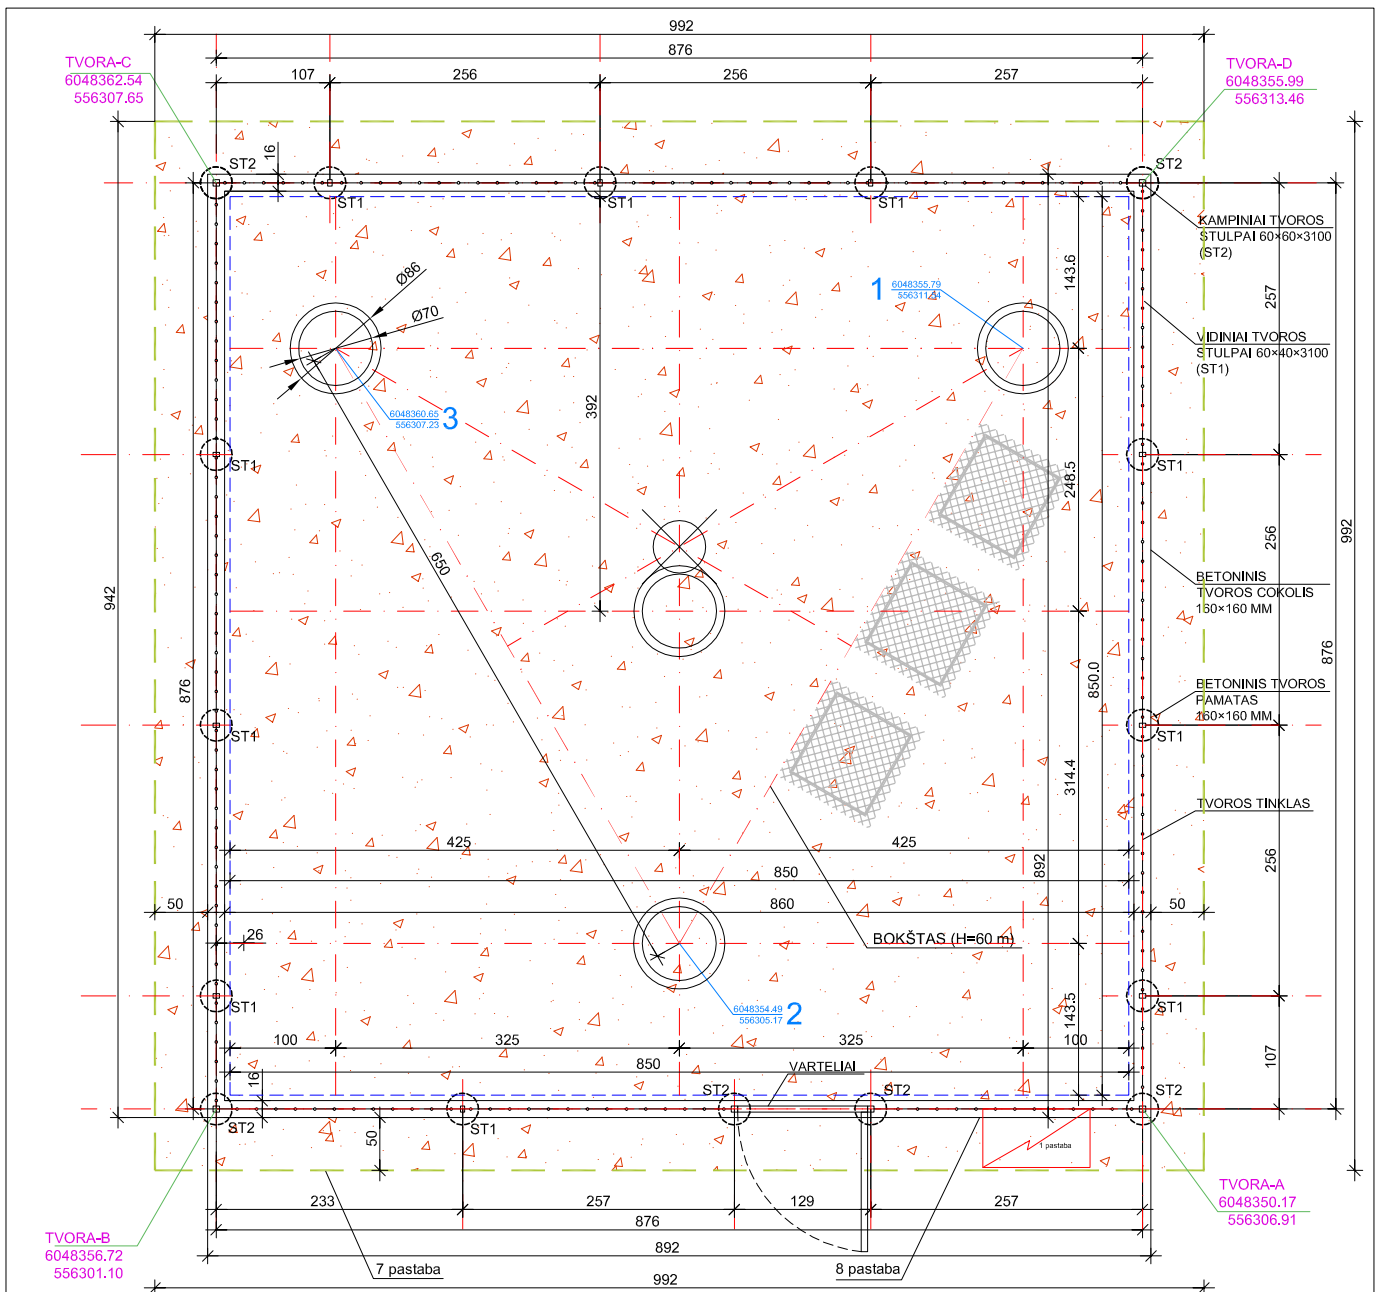 992
876
TVORA-C
6048362.54
556307.65
107
256
256
257
TVORA-D
6048355.99
556313.46
16
ST2
ST1
ST1
ST1
ST2
KAMPINIAI TVOROS
STULPAI 60×60×3100
(ST2)
Ø86
Ø70
143.6
257
1
6048355.79
556311.54
VIDINIAI TVOROS
STULPAI 60×40×3100
(ST1)
6048360.65
556307.23
3
392
248.5
ST1
ST1
256
992
650
942
BETONINIS
TVOROS COKOLIS
160×160 MM
876
876
850.0
BETONINIS TVOROS
PAMATAS
160×160 MM
ST1
ST1
314.4
TVOROS TINKLAS
425
425
892
256
850
50
860
50
26
BOKŠTAS (H=60 m)
ST1
ST1
6048354.49
556305.17
2
143.5
100
325
325
100
107
850
VARTELIAI
16
ST2
ST1
ST2
ST2
ST2
50
1 pastaba
TVORA-A
6048350.17
556306.91
233
257
129
257
876
TVORA-B
6048356.72
556301.10
892
7 pastaba
8 pastaba
992